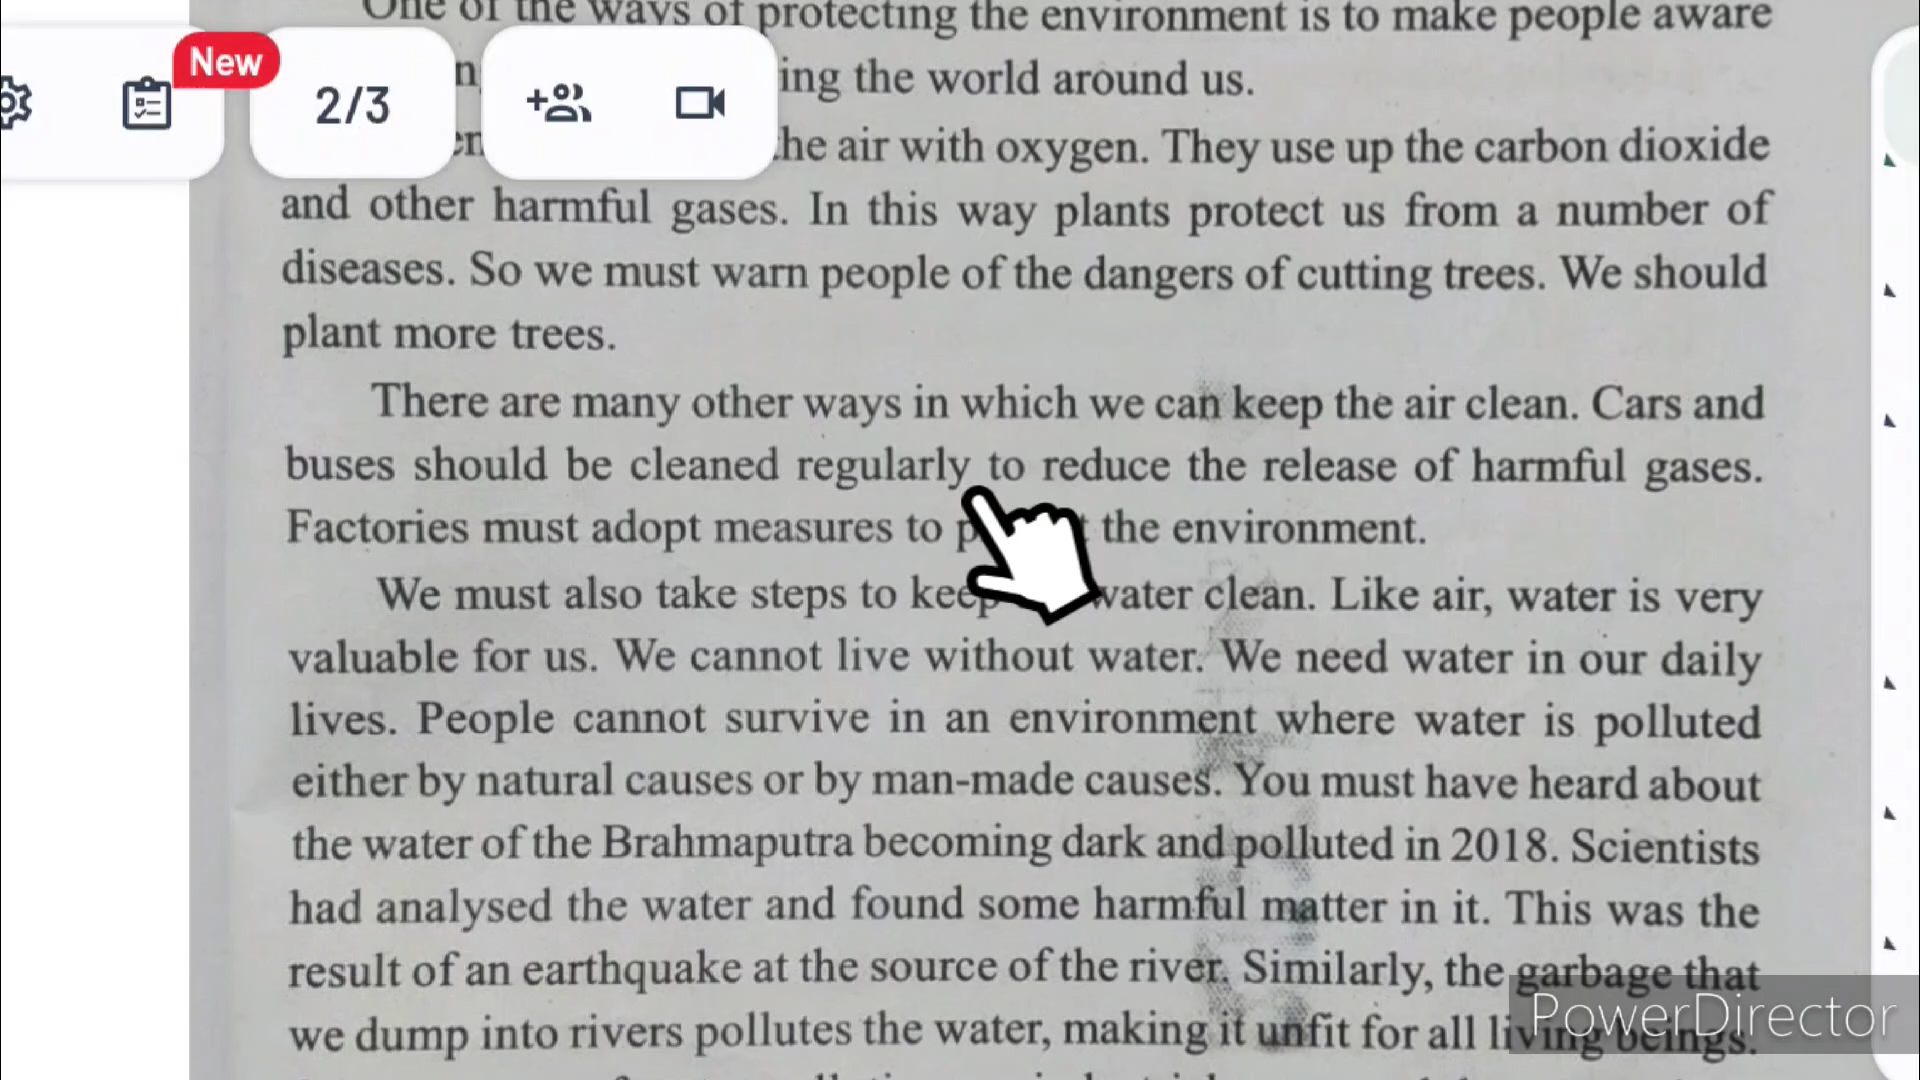 One of the ways of protecting the environment is to make people aware
New
2/3
ing the world around us.
the air with oxygen. They use up the carbon dioxide
and other harmful gases. In this way plants protect us from a number of
diseases. So we must warn people of the dangers of cutting trees. We should
plant more trees.
There are many other ways in which we can keep the air clean. Cars and
buses should be cleaned regularly to reduce the release of harmful gases.
Factories must adopt measures to the environment.
We must also take steps to keep water clean. Like air, water is very
valuable for us. We cannot live without water. We need water in our daily
lives. People cannot survive in an environment where water is polluted
either by natural causes or by man-made causes. You must have heard about
the water of the Brahmaputra becoming dark and polluted in 2018. Scientists
had analysed the water and found some harmful matter in it. This was the
result of an earthquake at the source of the river. Similarly, the garbage that
we dump into rivers pollutes the water, making it unfit for all living beings.
PowerDirector